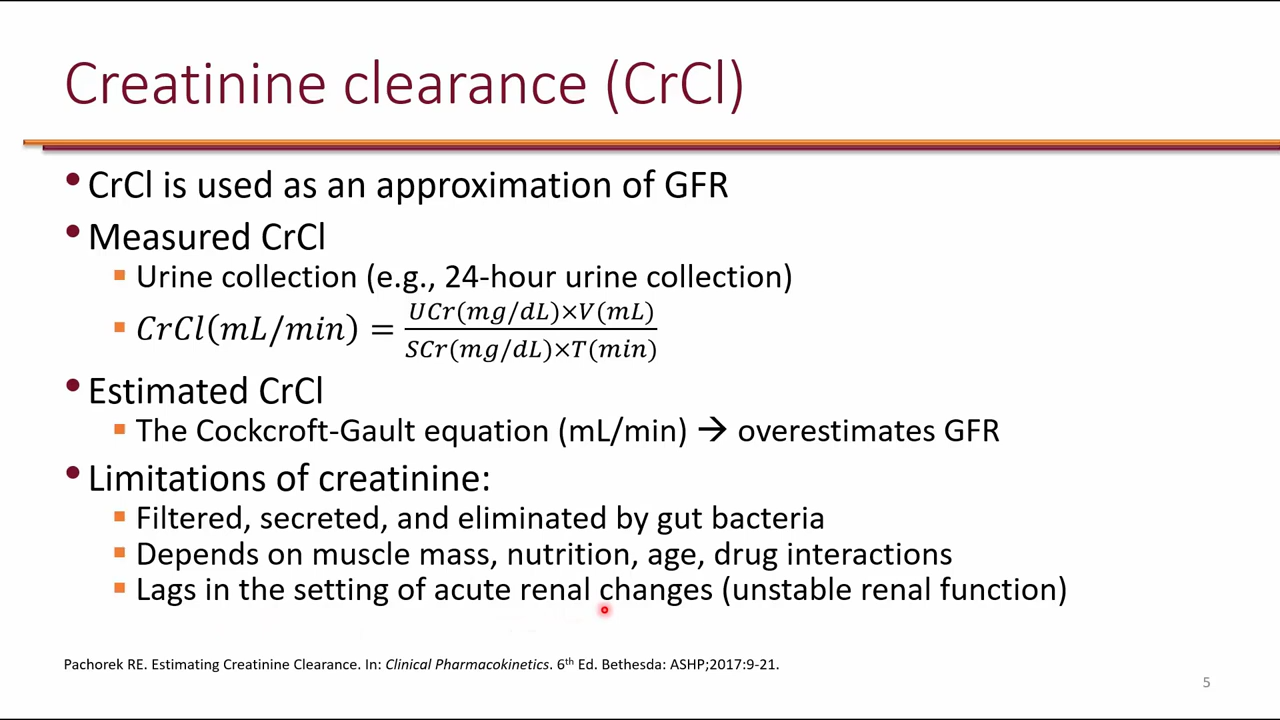 Creatinine clearance (CrCl)
• CrCl is used as an approximation of GFR
• Measured CrCl
▪ Urine collection (e.g., 24-hour urine collection)
▪ CrCl(mL/min) = UCr(mg/dL)×V(mL) / SCr(mg/dL)×T(min)
• Estimated CrCl
▪ The Cockcroft-Gault equation (mL/min) → overestimates GFR
• Limitations of creatinine:
▪ Filtered, secreted, and eliminated by gut bacteria
▪ Depends on muscle mass, nutrition, age, drug interactions
▪ Lags in the setting of acute renal changes (unstable renal function)
Pachorek RE. Estimating Creatinine Clearance. In: Clinical Pharmacokinetics. 6th Ed. Bethesda: ASHP;2017:9-21.
5